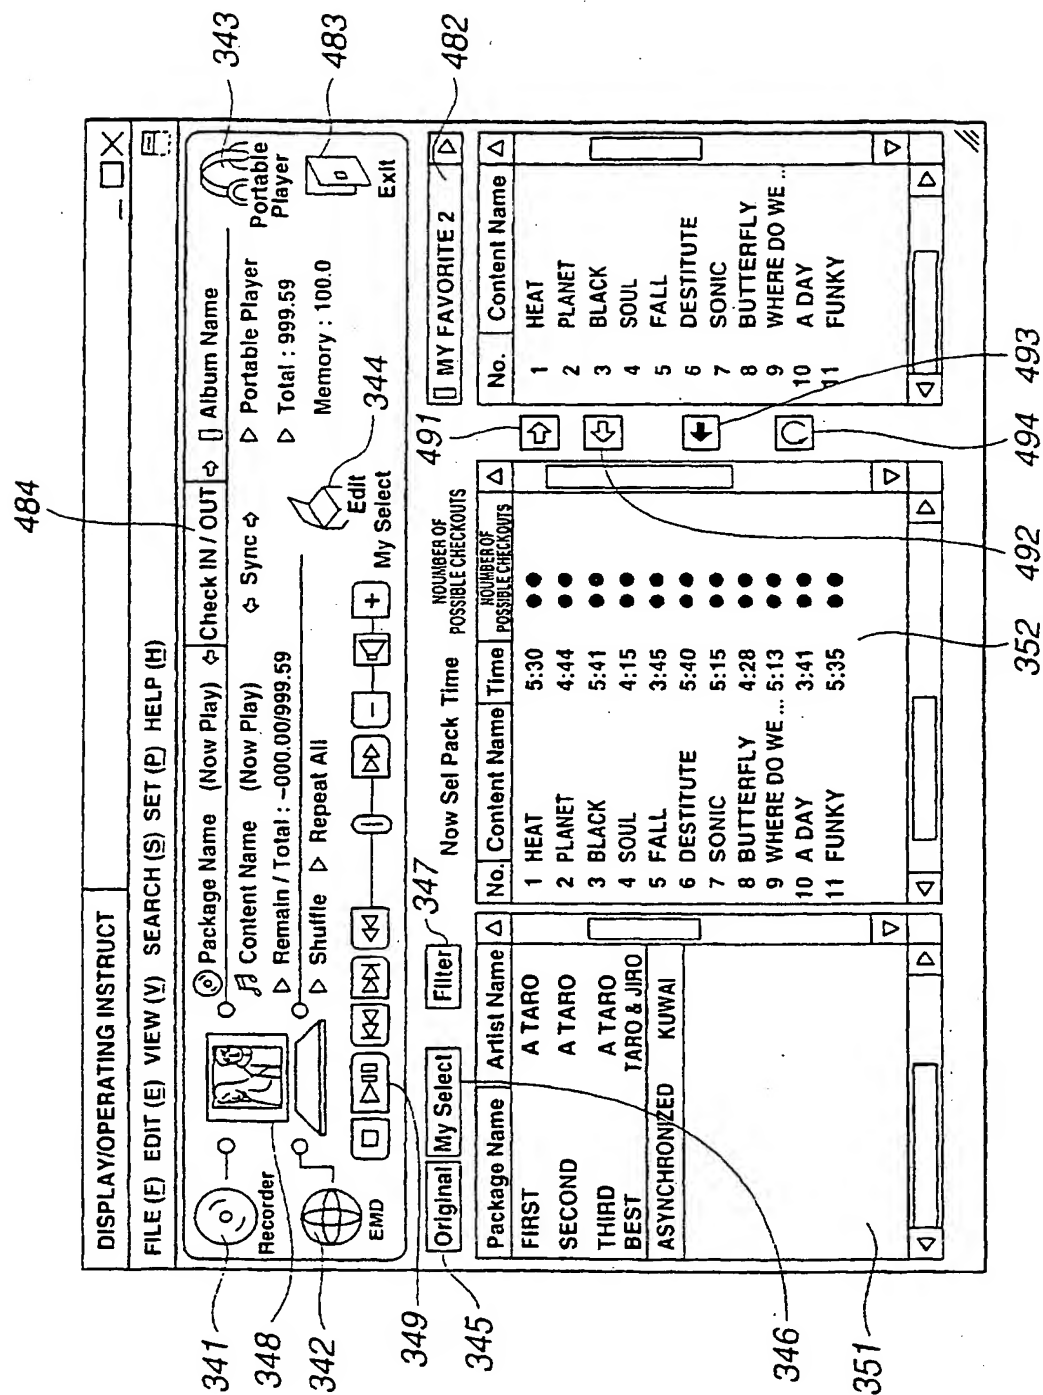 484
343
483
482
DISPLAY/OPERATING INSTRUCT
FILE (F) EDIT (E) VIEW (V) SEARCH (S) SET (P) HELP (H)
Recorder
EMD
Package Name (Now Play)
Check IN / OUT
[] Album Name
Content Name (Now Play)
Sync
Portable Player
Remain / Total : ~000.00/999.59
Total : 999.59
Shuffle
Repeat All
Memory : 100.0
Portable
Player
Exit
Edit
My Select
344
Original
My Select
Filter
347
Now Sel Pack Time
NOUMBER OF
POSSIBLE CHECKOUTS
491
[] MY FAVORITE 2
Package Name Artist Name
FIRST A TARO
SECOND A TARO
THIRD A TARO
BEST TARO & JIRO
ASYNCHRONIZED KUWAI
No. Content Name Time
NOUMBER OF
POSSIBLE CHECKOUTS
1 HEAT 5:30
2 PLANET 4:44
3 BLACK 5:41
4 SOUL 4:15
5 FALL 3:45
6 DESTITUTE 5:40
7 SONIC 5:15
8 BUTTERFLY 4:28
9 WHERE DO WE ... 5:13
10 A DAY 3:41
11 FUNKY 5:35
No. Content Name
1 HEAT
2 PLANET
3 BLACK
4 SOUL
5 FALL
6 DESTITUTE
7 SONIC
8 BUTTERFLY
9 WHERE DO WE ...
10 A DAY
11 FUNKY
341
348
342
349
345
346
351
352
492
494
493